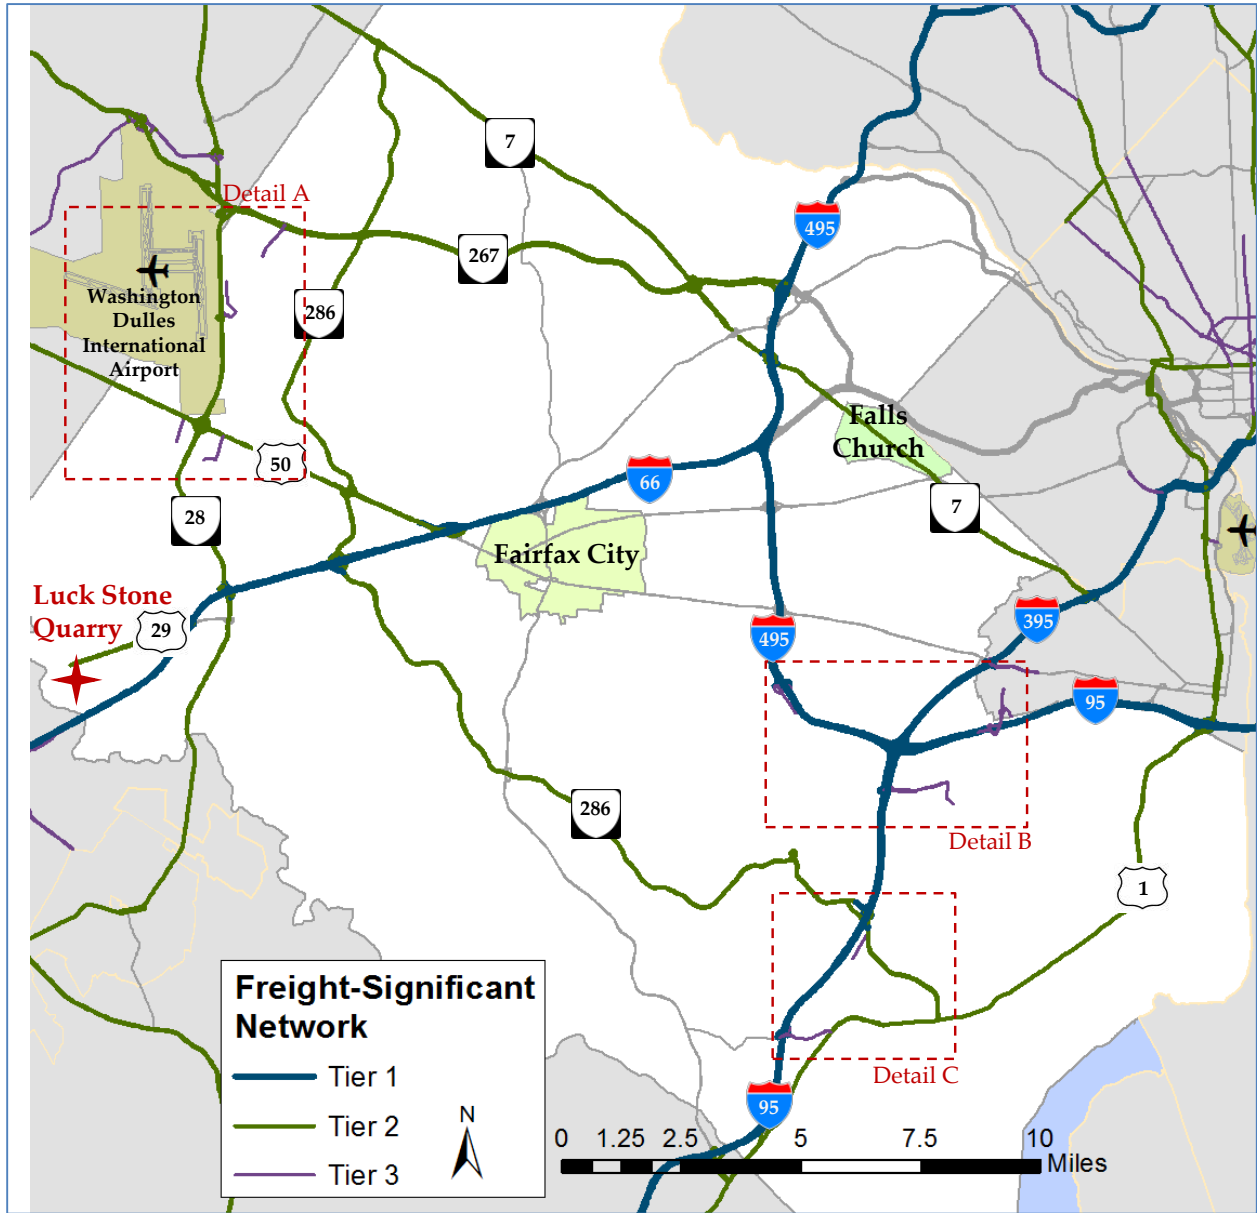 7
Detail A
495
267
286
Washington
Dulles
International
Airport
Falls
Church
50
66
7
28
Fairfax City
Luck Stone
Quarry
29
395
495
95
286
Detail B
1
Freight-Significant
Network
Tier 1
Tier 2
Tier 3
N
Detail C
95
0 1.25 2.5 5 7.5 10
Miles